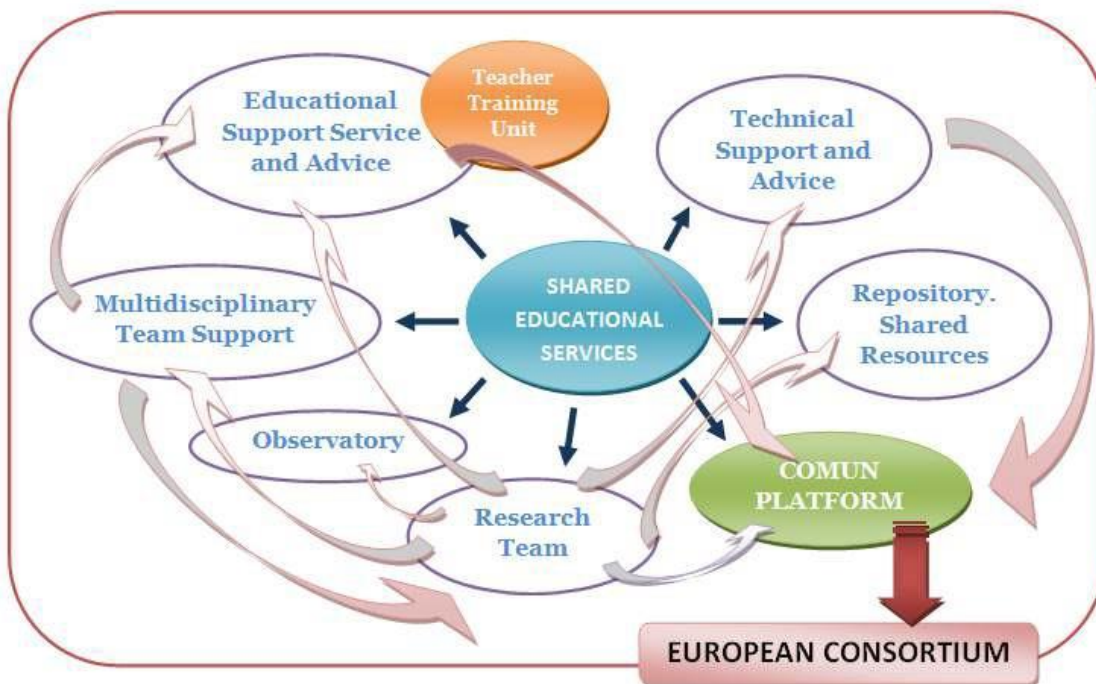 Educational
Support Service
and Advice
Teacher
Training
Unit
Technical
Support and
Advice
SHARED
EDUCATIONAL
SERVICES
Multidisciplinary
Team Support
Repository.
Shared
Resources
Observatory
Research
Team
COMUN
PLATFORM
EUROPEAN CONSORTIUM